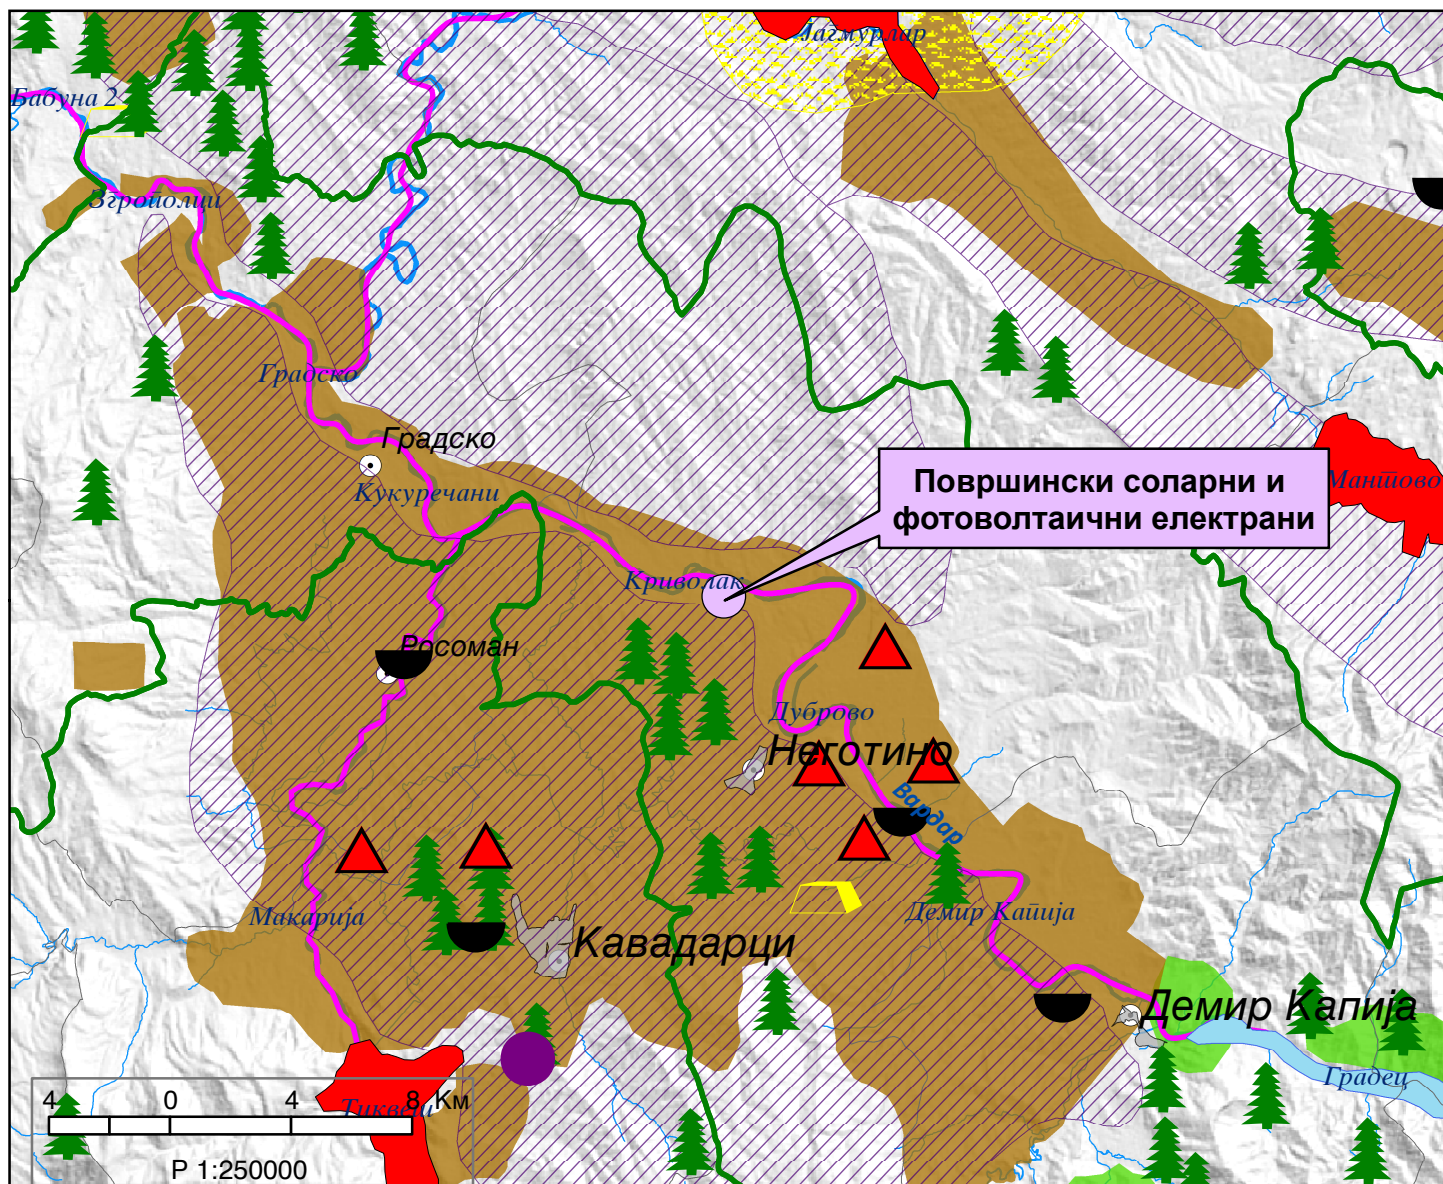 Јагмурлар
Бабуна 2
Згрополци
Градско
Градско
Кукуречани
Површински соларни и
фотоволтаични електрани
Мантово
Криволак
Росоман
Дуброво
Неготино
Вардар
Макарија
Демир Капија
Кавадарци
Демир Капија
Градец
Тиквеш
4 0 4 8 Км
Р 1:250000